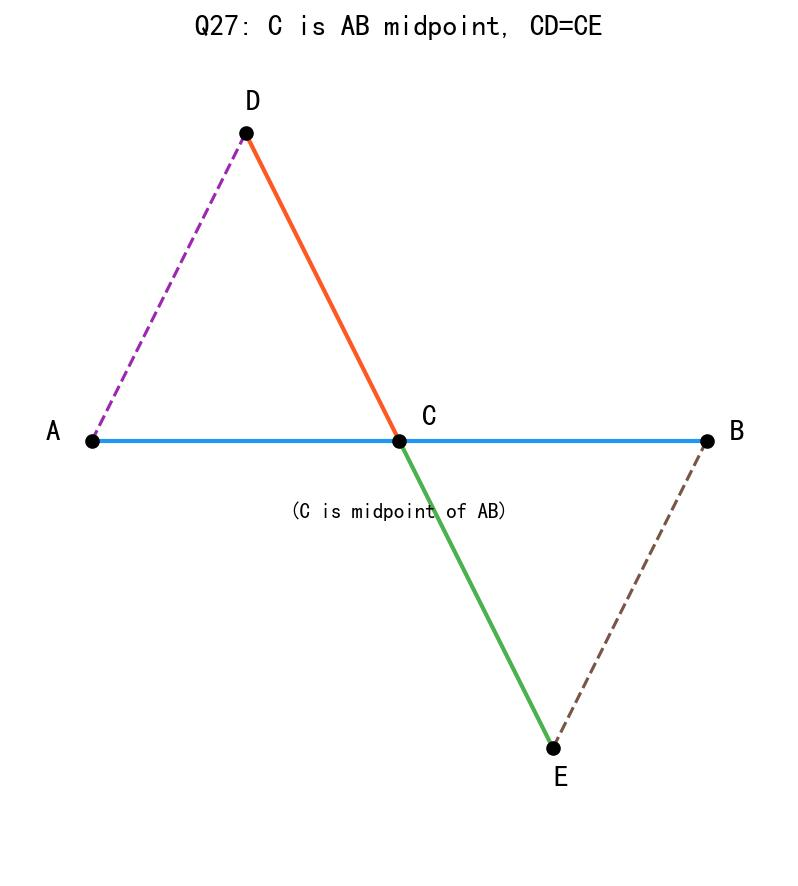 Q27: C is AB midpoint, CD=CE
D
C
A
B
(C is midpoint of AB)
E